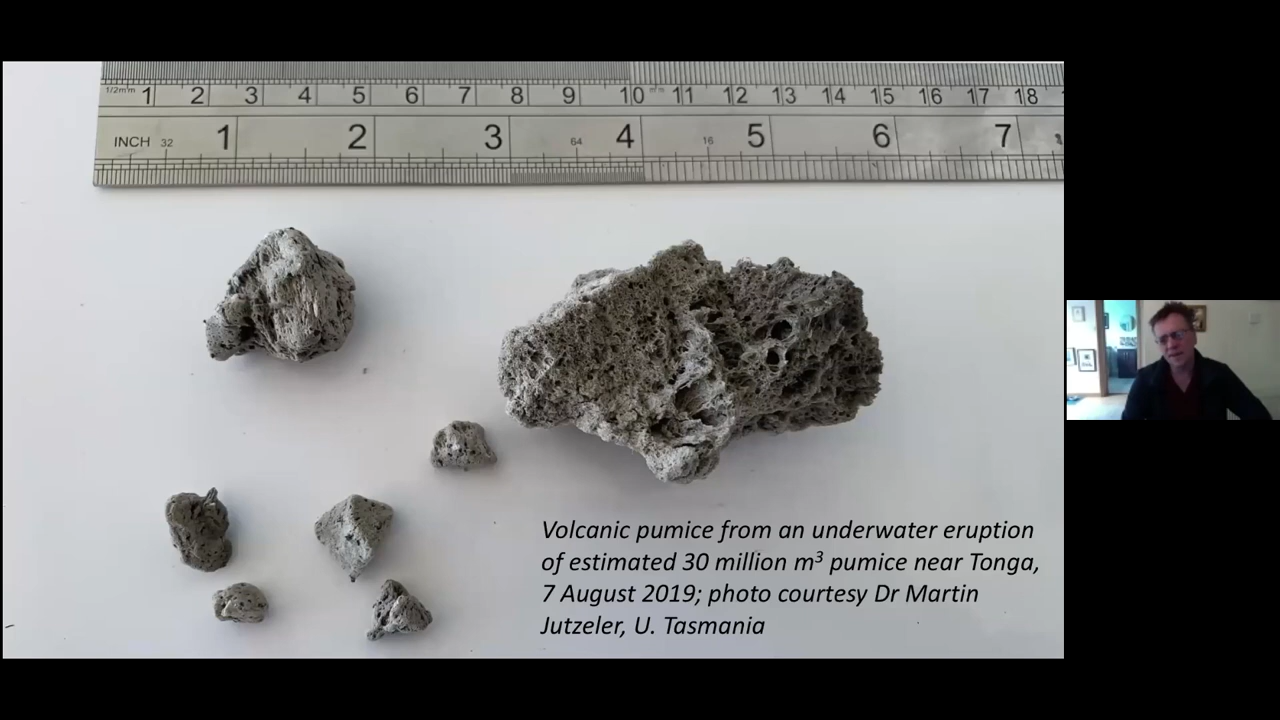 1/2mm 1 2 3 4 5 6 7 8 9 10 mm 11 12 13 14 15 16 17 18
INCH 32 1 2 3 64 4 16 5 6 7
Volcanic pumice from an underwater eruption
of estimated 30 million m³ pumice near Tonga,
7 August 2019; photo courtesy Dr Martin
Jutzeler, U. Tasmania